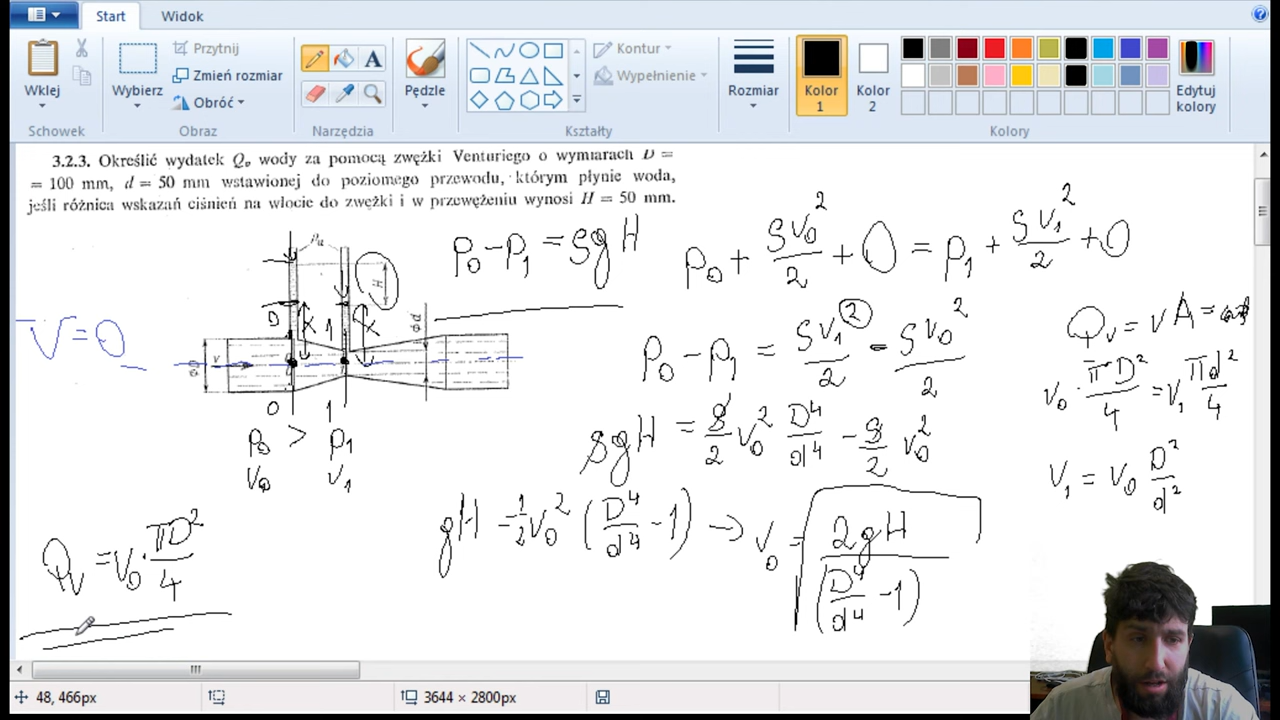 Start
Widok
Wklej
Wybierz
Przytnij
Zmień rozmiar
Obróć
A
Pędzle
Kontur
Wypełnienie
Rozmiar
Kolor 1
Kolor 2
Edytuj kolory
Schowek
Obraz
Narzędzia
Kształty
Kolory
3.2.3. Określić wydatek Qᵥ wody za pomocą zwężki Venturiego o wymiarach D =
= 100 mm, d = 50 mm wstawionej do poziomego przewodu, którym płynie woda,
jeśli różnica wskazań ciśnień na wlocie do zwężki i w przewężeniu wynosi H = 50 mm.
pₐ
H
D
1
x
x
ϕd
ϕD
v
0 1
p₀ > p₁
v₀ v₁
V=0
Qᵥ = v₀ · πD²/4
p₀ − p₁ = ρgH
p₀ + ρv₀²/2 + 0 = p₁ + ρv₁²/2 + 0
p₀ − p₁ = ρv₁²/2 − ρv₀²/2
ρgH = ρ/2 v₀² D⁴/d⁴ − ρ/2 v₀²
gH = 1/2 v₀² (D⁴/d⁴ − 1) → v₀ = √(2gH/(D⁴/d⁴ − 1))
v₀ · πD²/4 = v₁ πd²/4
v₁ = v₀ D²/d²
48, 466px
3644 × 2800px